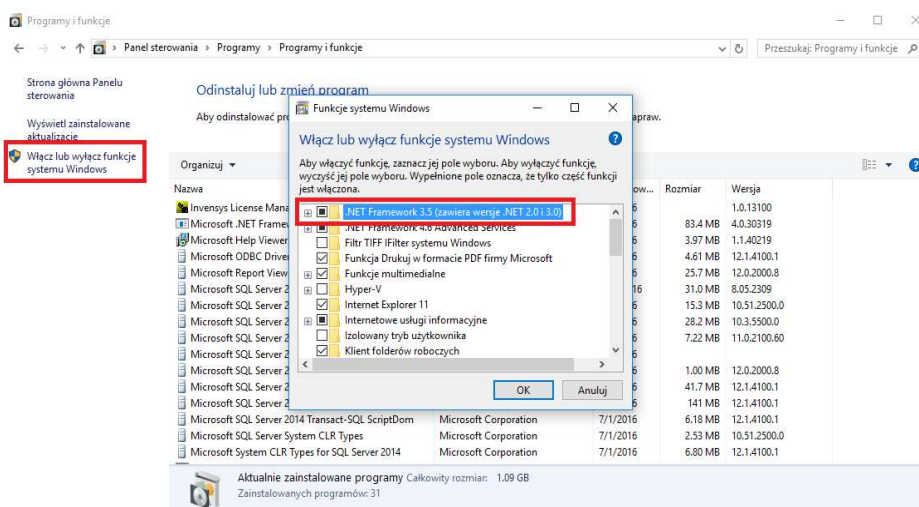 Programy i funkcje
Panel sterowania > Programy > Programy i funkcje
Przeszukaj: Programy i funkcje
Strona główna Panelu
sterowania
Wyświetl zainstalowane
aktualizacje
Włącz lub wyłącz funkcje
systemu Windows
Odinstaluj lub zmień program
Aby odinstalować
apraw.
Organizuj
Nazwa
Rozmiar
Wersja
Invensys License
1.0.13100
Microsoft .NET
83.4 MB 4.0.30319
Microsoft Help Viewer
3.97 MB 1.1.40219
Microsoft ODBC
4.61 MB 12.1.4100.1
Microsoft Report
25.7 MB 12.0.2000.8
Microsoft SQL Server 2
16 31.0 MB 8.05.2309
Microsoft SQL Server 2
15.3 MB 10.51.2500.0
Microsoft SQL Server 2
28.2 MB 10.3.5500.0
Microsoft SQL Server 2
7.22 MB 11.0.2100.60
Microsoft SQL Server 2
Microsoft SQL Server 2
1.00 MB 12.0.2000.8
Microsoft SQL Server 2
41.7 MB 12.1.4100.1
Microsoft SQL Server 2
141 MB 12.1.4100.1
Microsoft SQL Server 2014 Transact-SQL ScriptDom Microsoft Corporation 7/1/2016 6.18 MB 12.1.4100.1
Microsoft SQL Server System CLR Types Microsoft Corporation 7/1/2016 2.53 MB 10.51.2500.0
Microsoft System CLR Types for SQL Server 2014 Microsoft Corporation 7/1/2016 6.80 MB 12.1.4100.1
Aktualnie zainstalowane programy Całkowity rozmiar: 1.09 GB
Zainstalowanych programów: 31
Funkcje systemu Windows
Włącz lub wyłącz funkcje systemu Windows
Aby włączyć funkcję, zaznacz jej pole wyboru. Aby wyłączyć funkcję,
wyczyść jej pole wyboru. Wypełnione pole oznacza, że tylko część funkcji
jest włączona.
.NET Framework 3.5 (zawiera wersje .NET 2.0 i 3.0)
.NET Framework 4.6 Advanced Services
Filtr TIFF IFilter systemu Windows
Funkcja Drukuj w formacie PDF firmy Microsoft
Funkcje multimedialne
Hyper-V
Internet Explorer 11
Internetowe usługi informacyjne
Izolowany tryb użytkownika
Klient folderów roboczych
OK
Anuluj